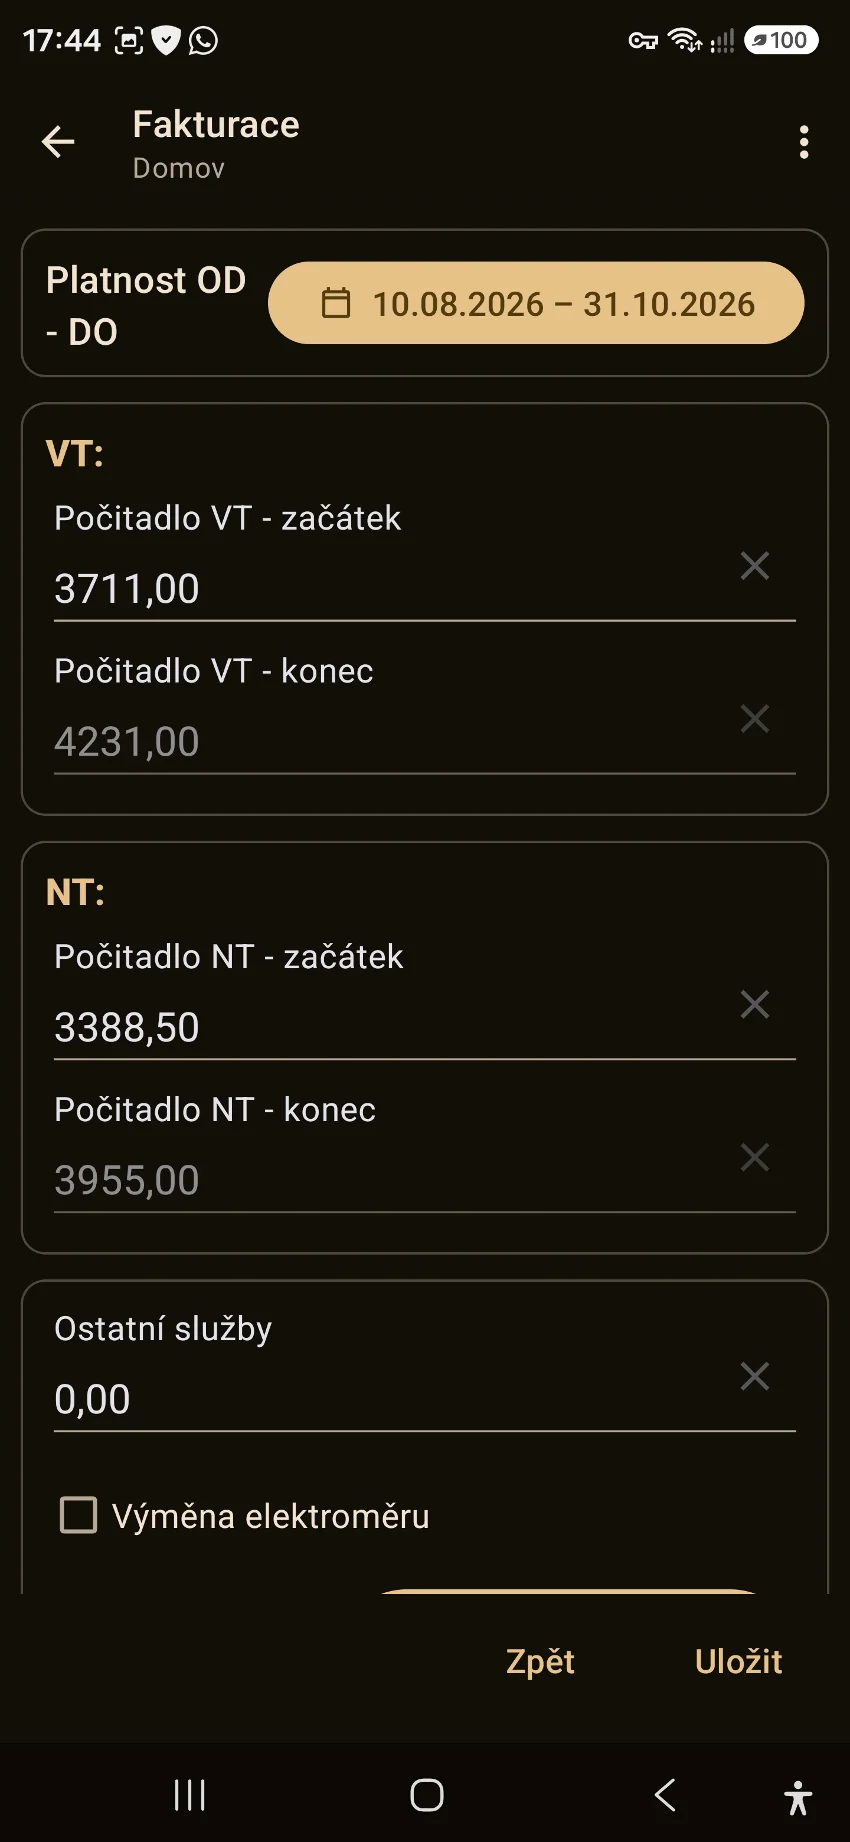 17:44
100
Fakturace
Domov
Platnost OD
- DO
10.08.2026 – 31.10.2026
VT:
Počitadlo VT - začátek
3711,00
Počitadlo VT - konec
4231,00
NT:
Počitadlo NT - začátek
3388,50
Počitadlo NT - konec
3955,00
Ostatní služby
0,00
Výměna elektroměru
Zpět
Uložit